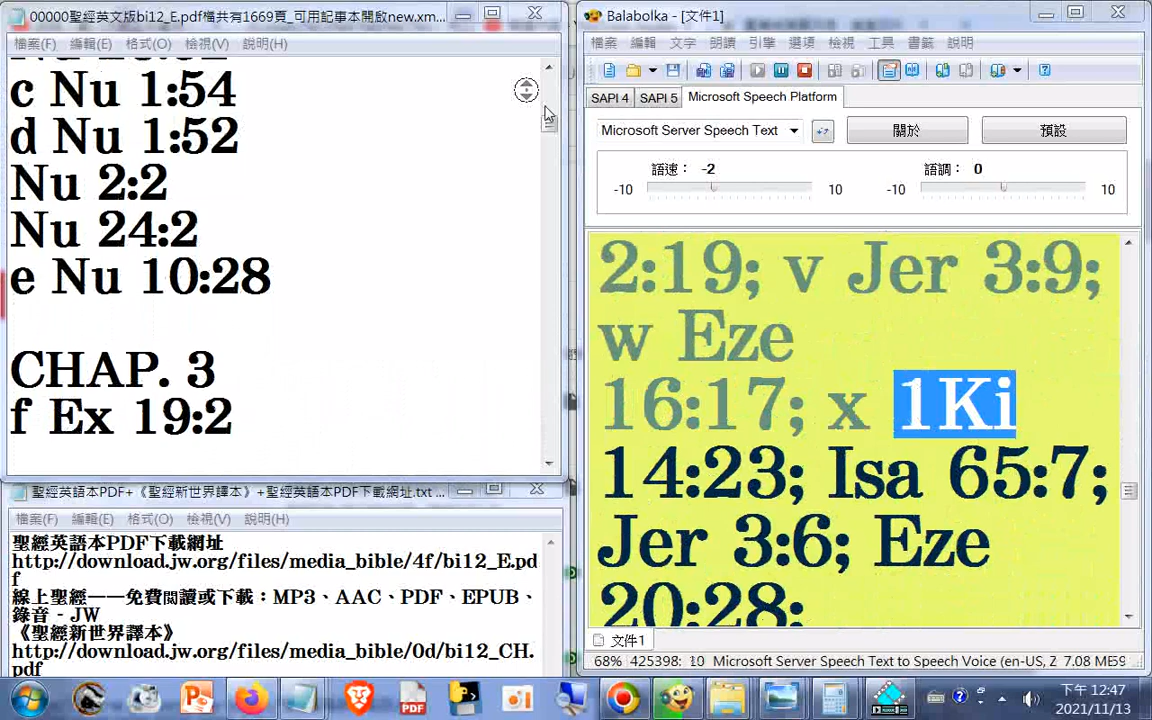 00000聖經英文版bi12_E.pdf檔共有1669頁_可用記事本開啟new.xm...
檔案(F) 編輯(E) 格式(O) 檢視(V) 說明(H)
c Nu 1:54
d Nu 1:52
Nu 2:2
Nu 24:2
e Nu 10:28
CHAP. 3
f Ex 19:2
聖經英語本PDF+《聖經新世界譯本》+聖經英語本PDF下載網址.txt ...
檔案(F) 編輯(E) 格式(O) 檢視(V) 說明(H)
聖經英語本PDF下載網址
http://download.jw.org/files/media_bible/4f/bi12_E.pd
f
線上聖經——免費閱讀或下載：MP3、AAC、PDF、EPUB、
錄音 - JW
《聖經新世界譯本》
http://download.jw.org/files/media_bible/0d/bi12_CH.
pdf
Balabolka - [文件1]
檔案 編輯 文字 朗讀 引擎 選項 檢視 工具 書籤 說明
SAPI 4 SAPI 5 Microsoft Speech Platform
Microsoft Server Speech Text 關於 預設
語速： -2 語調： 0
-10 10 -10 10
2:19; v Jer 3:9;
w Eze
16:17; x 1Ki
14:23; Isa 65:7;
Jer 3:6; Eze
20:28;
文件1
68% 425398: 10 Microsoft Server Speech Text to Speech Voice (en-US, Z 7.08 ME59
PDF
下午 12:47
2021/11/13